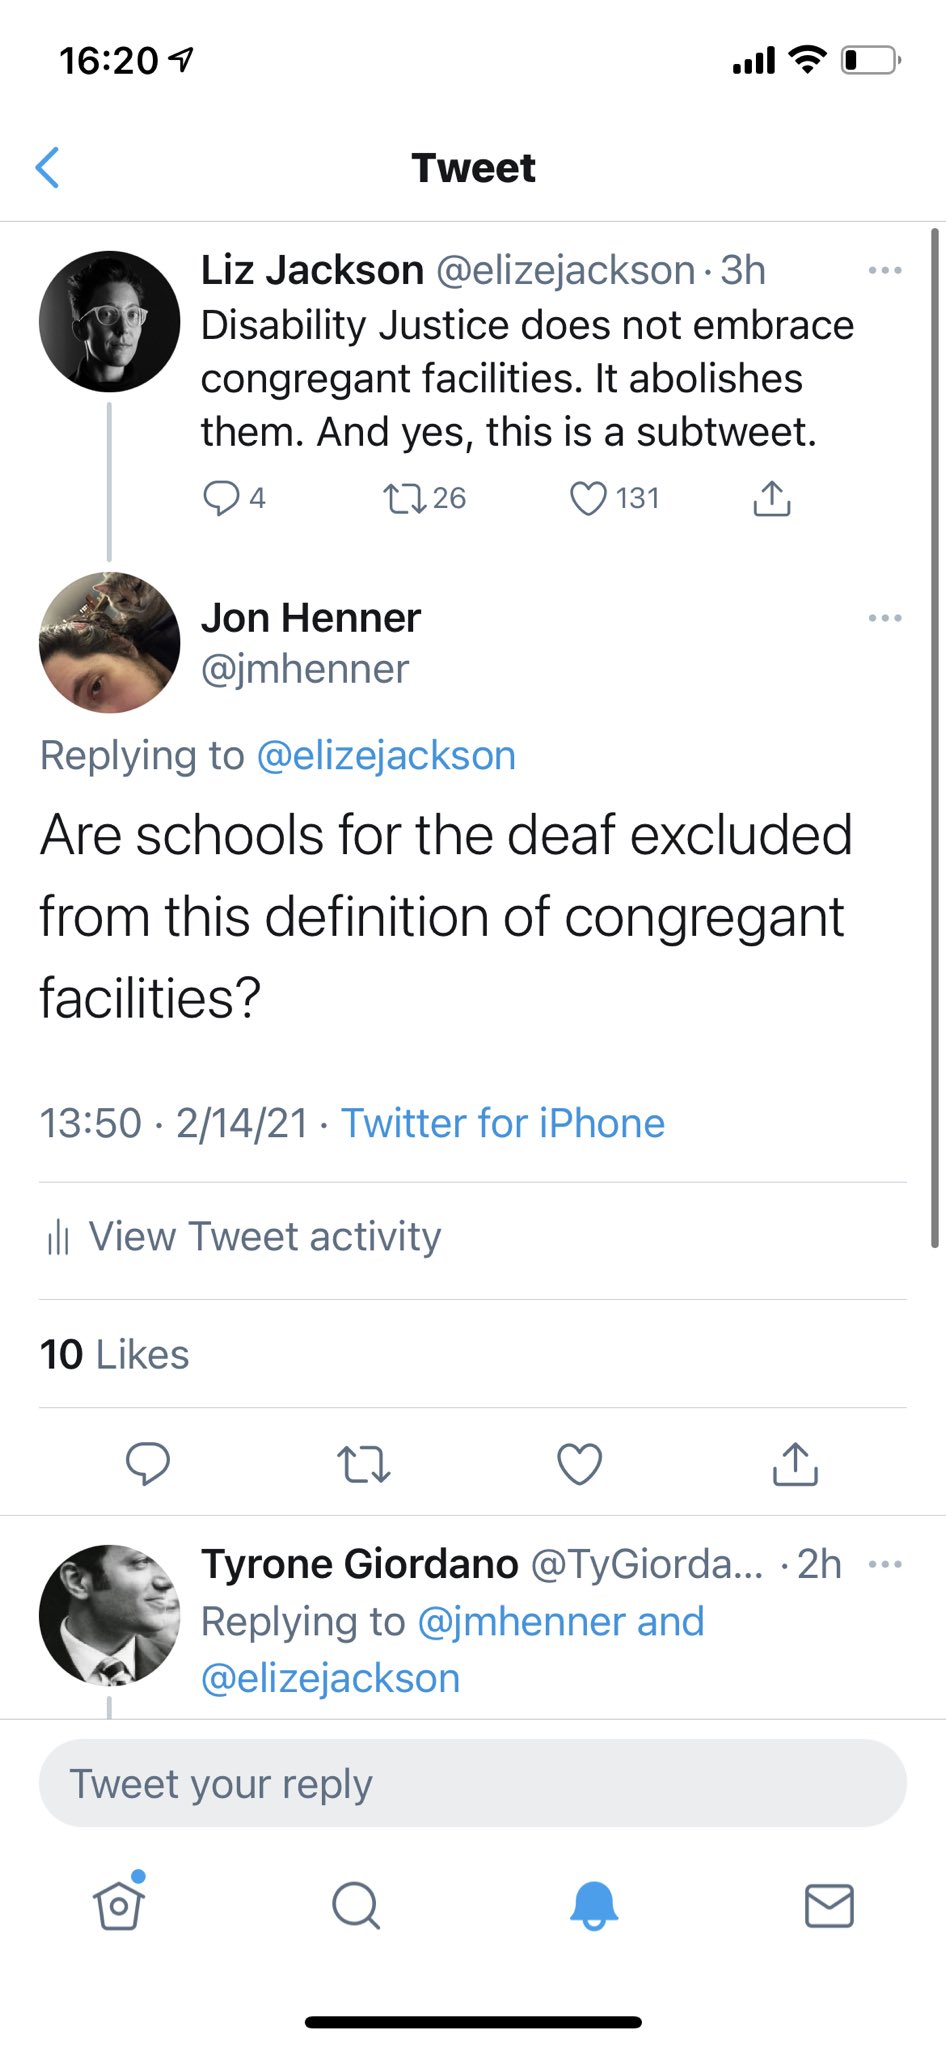 16:20
Tweet
Liz Jackson @elizejackson · 3h
Disability Justice does not embrace
congregant facilities. It abolishes
them. And yes, this is a subtweet.
4 26 131
Jon Henner
@jmhenner
Replying to @elizejackson
Are schools for the deaf excluded
from this definition of congregant
facilities?
13:50 · 2/14/21 · Twitter for iPhone
View Tweet activity
10 Likes
Tyrone Giordano @TyGiorda... · 2h
Replying to @jmhenner and
@elizejackson
Tweet your reply